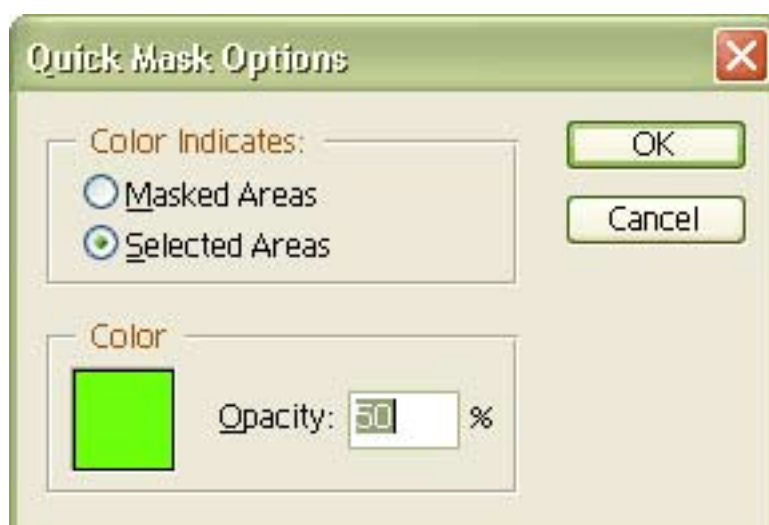 Quick Mask Options
Color Indicates:
Masked Areas
Selected Areas
OK
Cancel
Color
Opacity: 50 %